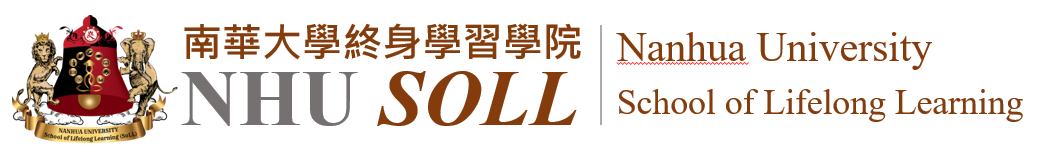 南華大學終身學習學院
NHU SOLL
Nanhua University
School of Lifelong Learning
NANHUA UNIVERSITY
School of Lifelong Learning (SoLL)